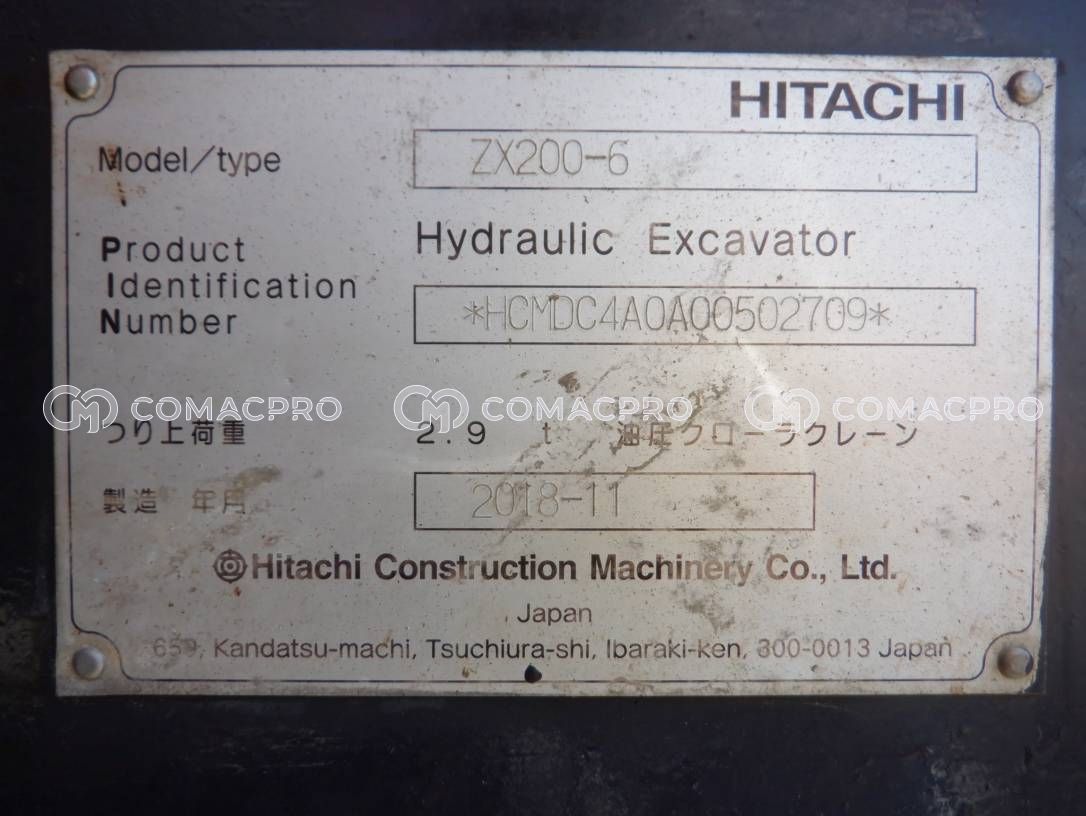 HITACHI
Model/type ZX200-6
Hydraulic Excavator
Product
Identification
Number *HCMDC4A0A00502709*
COMACPRO COMACPRO COMACPRO
つり上荷重 2.9 t 油圧クローラクレーン
製造 年月 2018-11
Hitachi Construction Machinery Co., Ltd.
Japan
659, Kandatsu-machi, Tsuchiura-shi, Ibaraki-ken, 300-0013 Japan